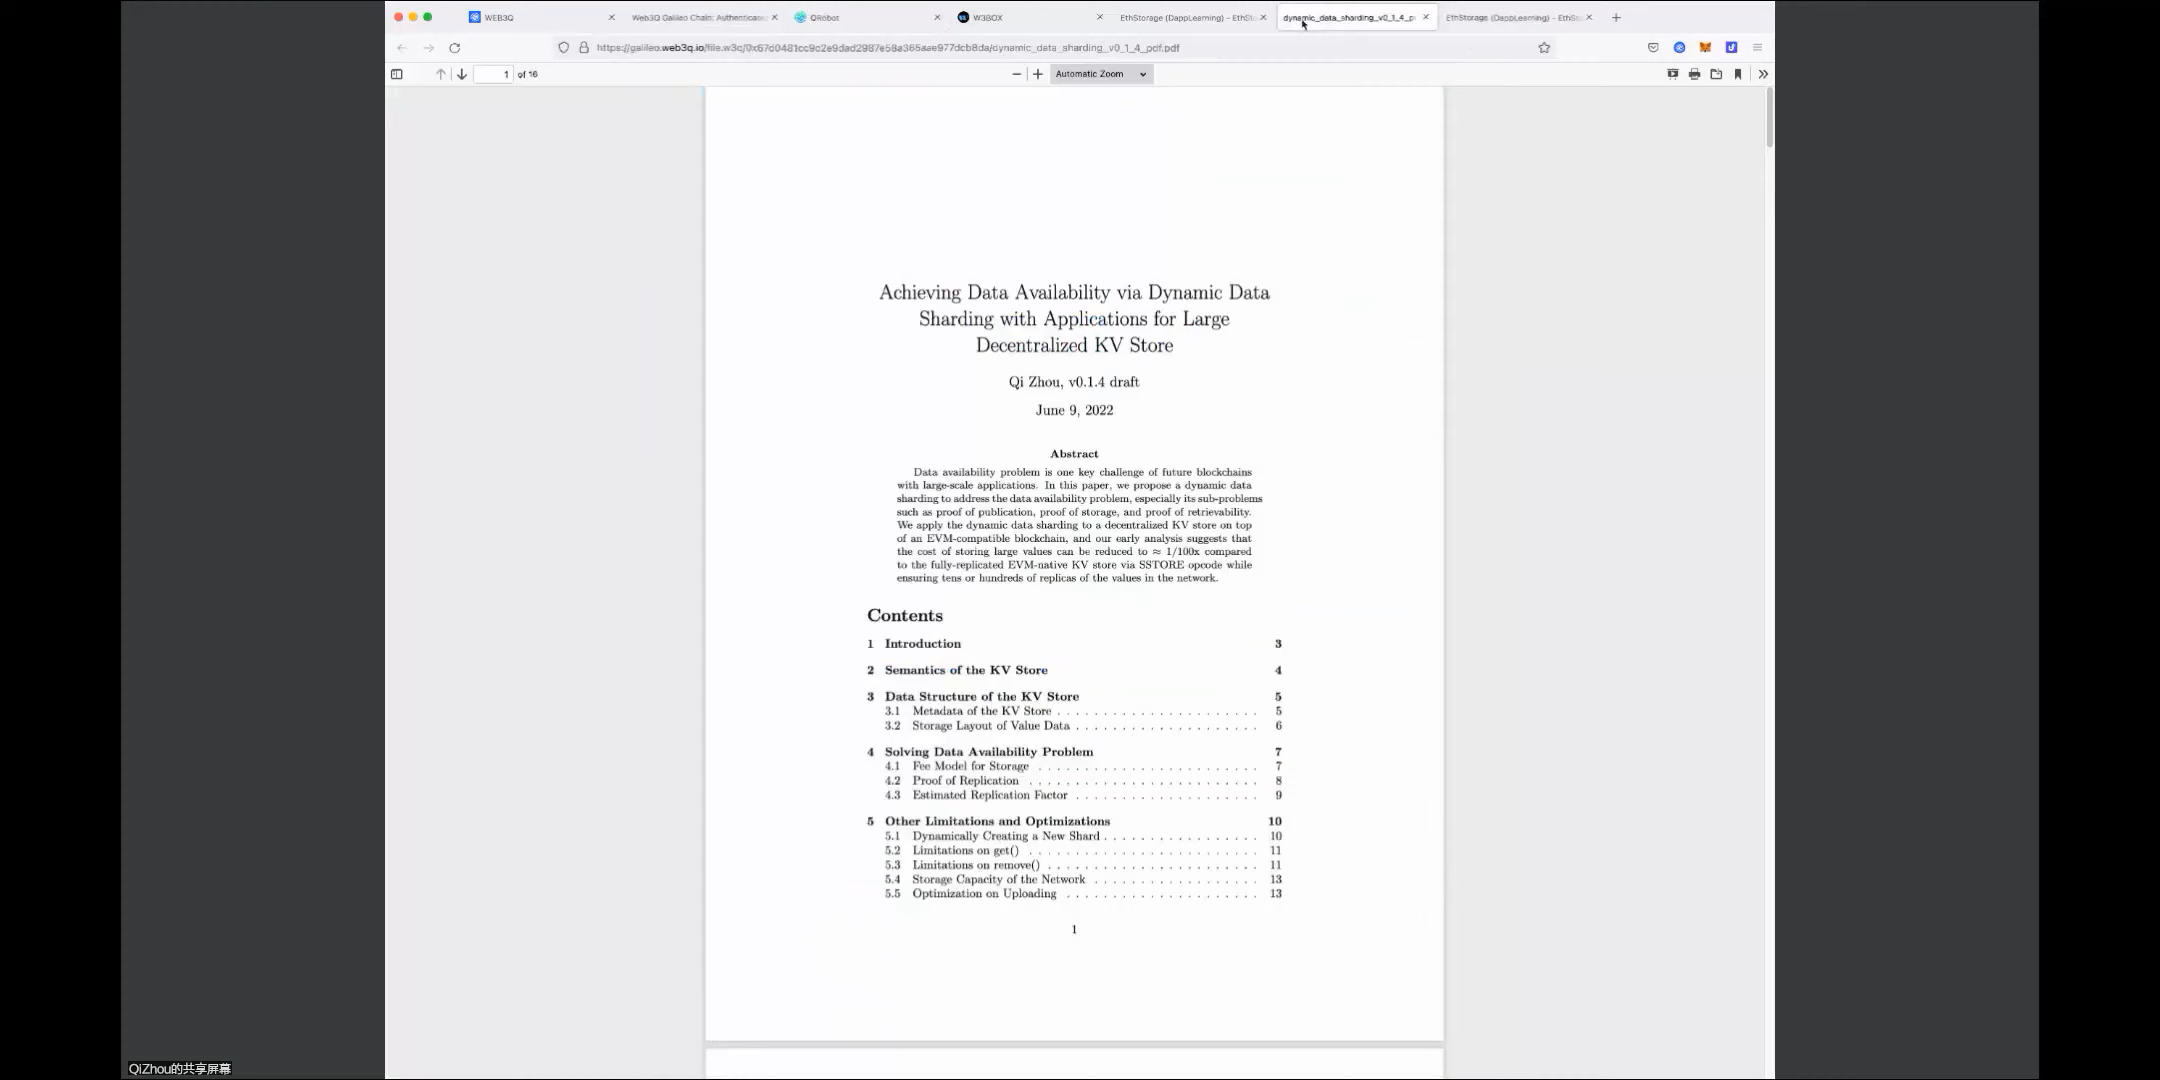 WEB3Q
Web3Q Galileo Chain: Authenticated
QRobot
W3BOX
EthStorage (DappLearning) - EthSto
dynamic_data_sharding_v0_1_4_p
EthStorage (DappLearning) - EthSto
https://galileo.web3q.io/file.w3q/
dynamic_data_sharding_v0_1_4_pdf.pdf
1 of 16
Automatic Zoom
Achieving Data Availability via Dynamic Data
Sharding with Applications for Large
Decentralized KV Store
Qi Zhou, v0.1.4 draft
June 9, 2022
Abstract
Data availability problem is one key challenge of future blockchains
with large-scale applications. In this paper, we propose a dynamic data
sharding to address the data availability problem, especially its sub-problems
such as proof of publication, proof of storage, and proof of retrievability.
We apply the dynamic data sharding to a decentralized KV store on top
of an EVM-compatible blockchain, and our early analysis suggests that
the cost of storing large values can be reduced to ≈ 1/100x compared
to the fully-replicated EVM-native KV store via SSTORE opcode while
ensuring tens or hundreds of replicas of the values in the network.
Contents
1 Introduction 3
2 Semantics of the KV Store 4
3 Data Structure of the KV Store 5
3.1 Metadata of the KV Store . . . . . . . . . . . . . . . . . . . . . . 5
3.2 Storage Layout of Value Data . . . . . . . . . . . . . . . . . . . . 6
4 Solving Data Availability Problem 7
4.1 Fee Model for Storage . . . . . . . . . . . . . . . . . . . . . . . . 7
4.2 Proof of Replication . . . . . . . . . . . . . . . . . . . . . . . . . 8
4.3 Estimated Replication Factor . . . . . . . . . . . . . . . . . . . . 9
5 Other Limitations and Optimizations 10
5.1 Dynamically Creating a New Shard . . . . . . . . . . . . . . . . . 10
5.2 Limitations on get() . . . . . . . . . . . . . . . . . . . . . . . . . 11
5.3 Limitations on remove() . . . . . . . . . . . . . . . . . . . . . . . 11
5.4 Storage Capacity of the Network . . . . . . . . . . . . . . . . . . 13
5.5 Optimization on Uploading . . . . . . . . . . . . . . . . . . . . . 13
1
QiZhou的共享屏幕